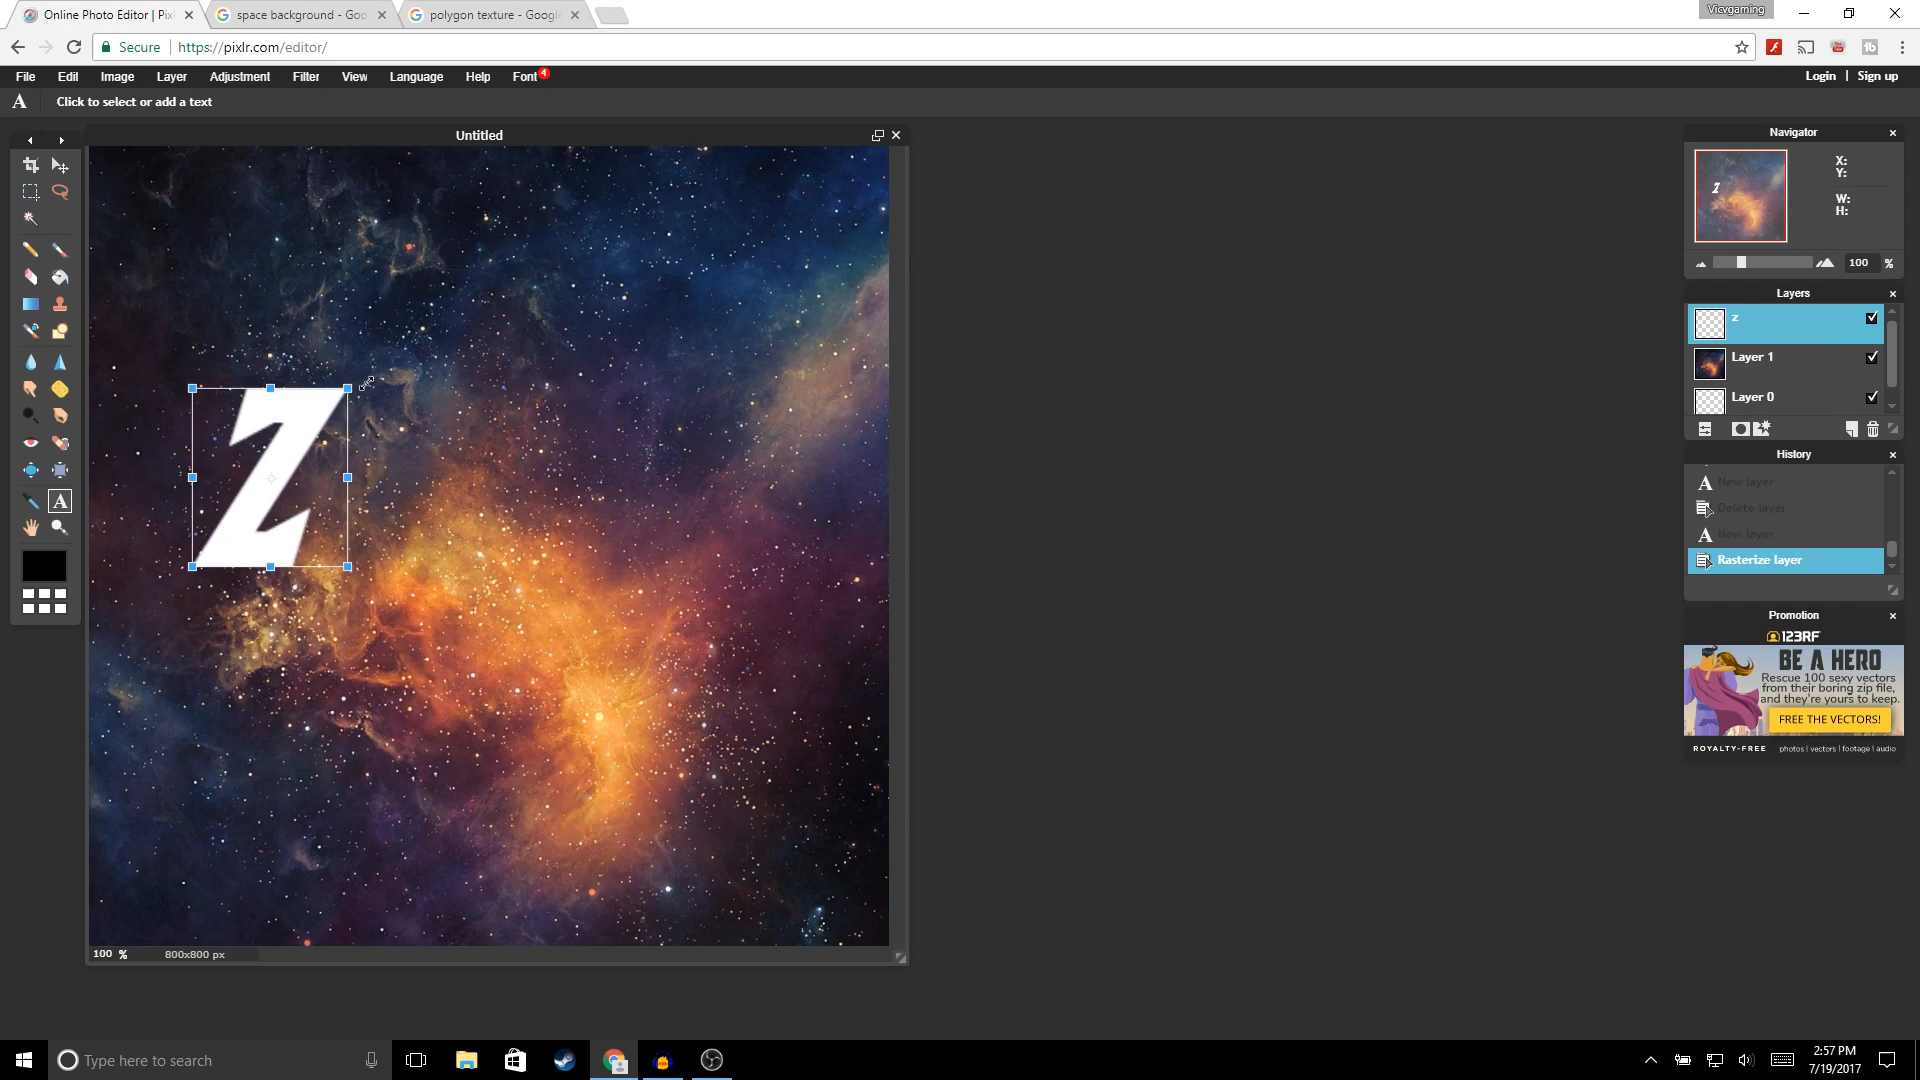 Online Photo Editor | Pix
space background - Goo
polygon texture - Google
Vicvgaming
Secure
https://pixlr.com/editor/
File Edit Image Layer Adjustment Filter View Language Help Font 4
Login | Sign up
A Click to select or add a text
Untitled
Z
100 %
800x800 px
A
Navigator
X:
Y:
W:
H:
100 %
Layers
z
Layer 1
Layer 0
History
A New layer
Delete layer
A New layer
Rasterize layer
Promotion
123RF
BE A HERO
Rescue 100 sexy vectors
from their boring zip file,
and they're yours to keep.
FREE THE VECTORS!
ROYALTY-FREE photos | vectors | footage | audio
Type here to search
2:57 PM
7/19/2017